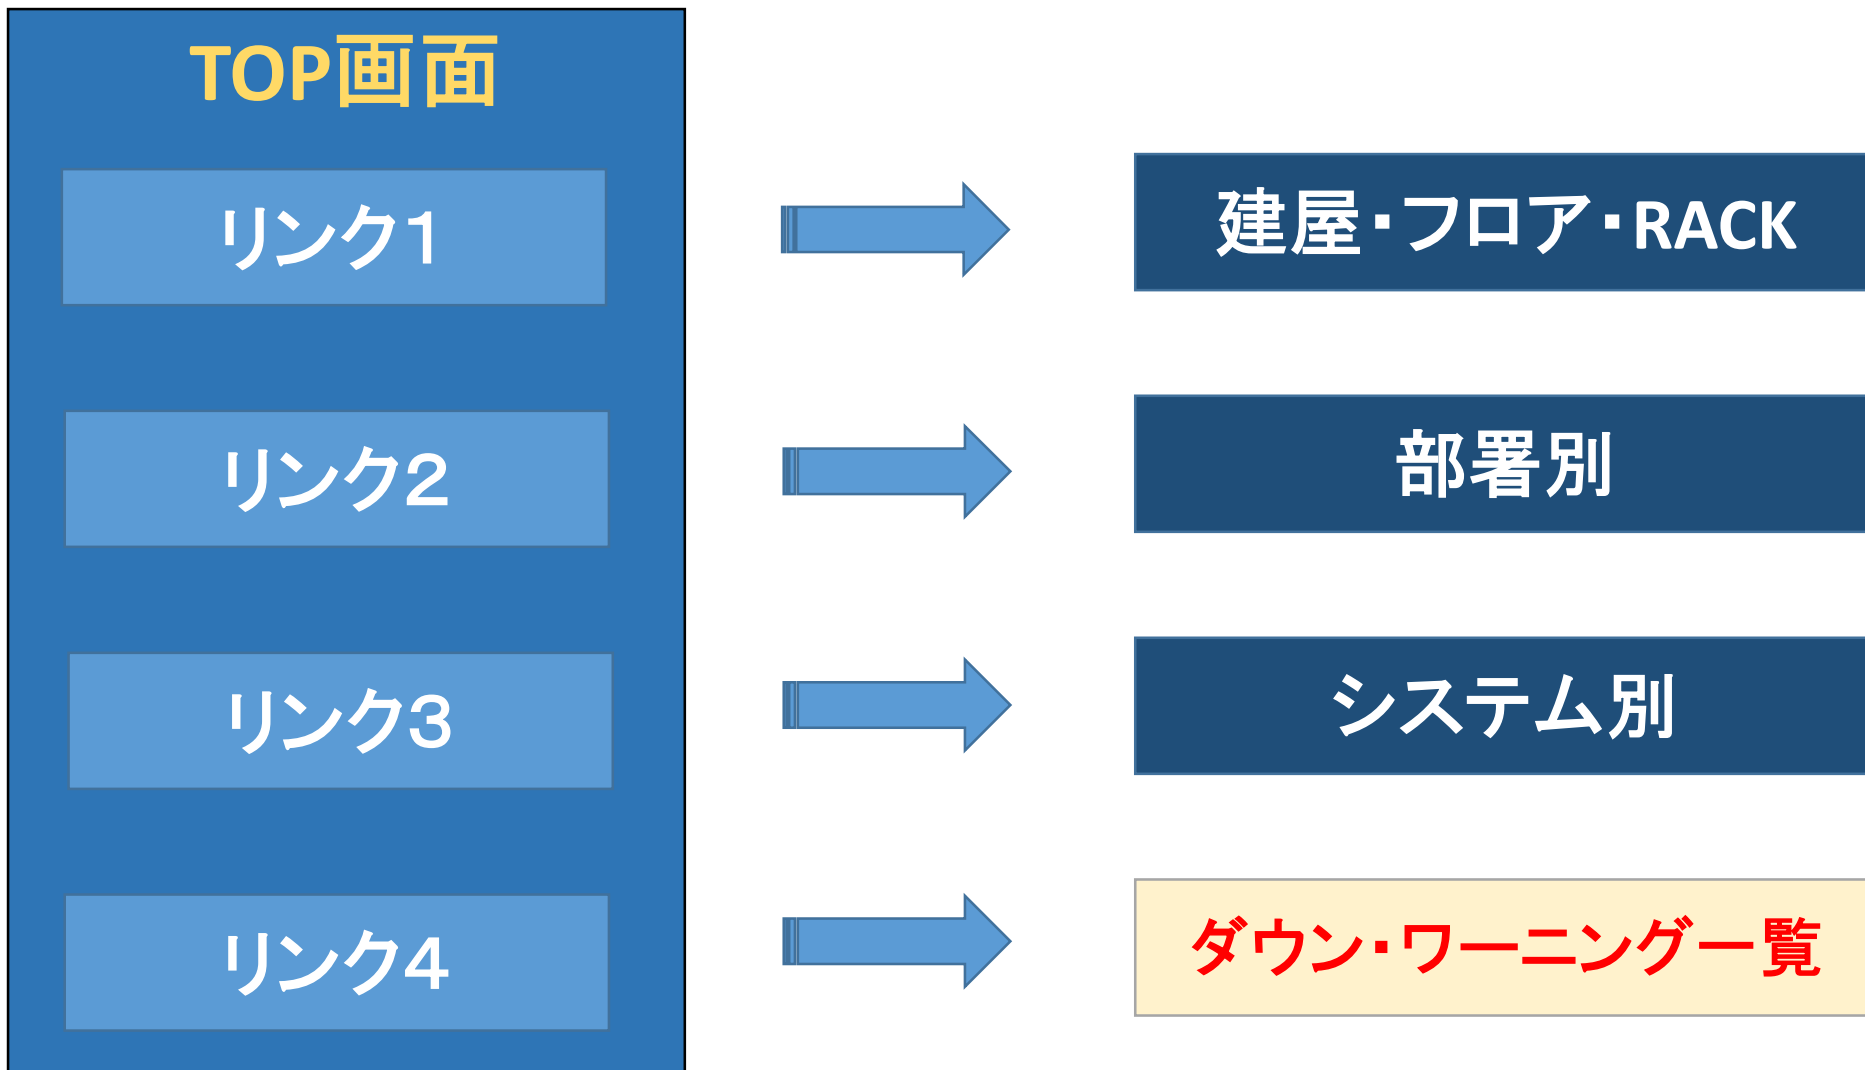 TOP画面
リンク１
建屋・フロア・RACK
リンク２
部署別
リンク３
システム別
リンク４
ダウン・ワーニング一覧